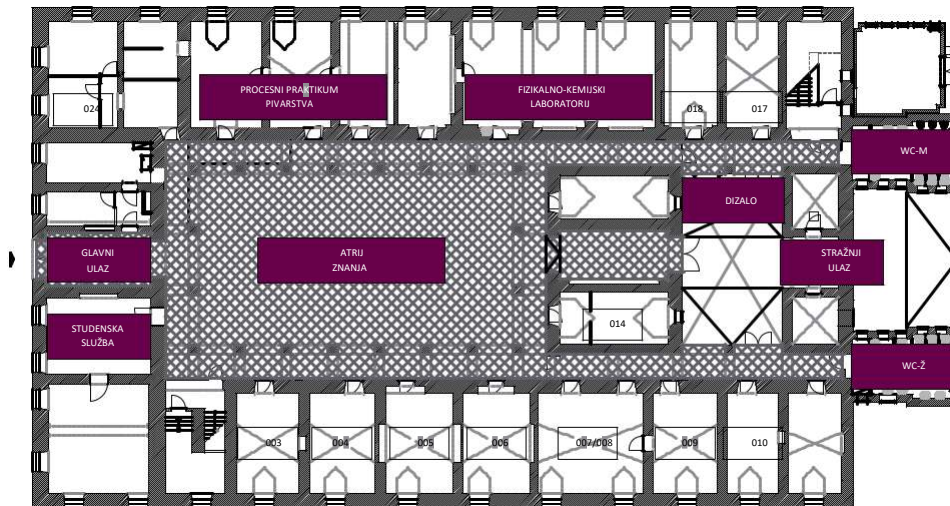 PROCESNI PRAKTIKUM
PIVARSTVA
FIZIKALNO-KEMIJSKI
LABORATORIJ
024
018
017
WC-M
DIZALO
GLAVNI
ULAZ
ATRIJ
ZNANJA
STRAŽNJI
ULAZ
STUDENSKA
SLUŽBA
014
WC-Ž
003
004
005
006
007/008
009
010